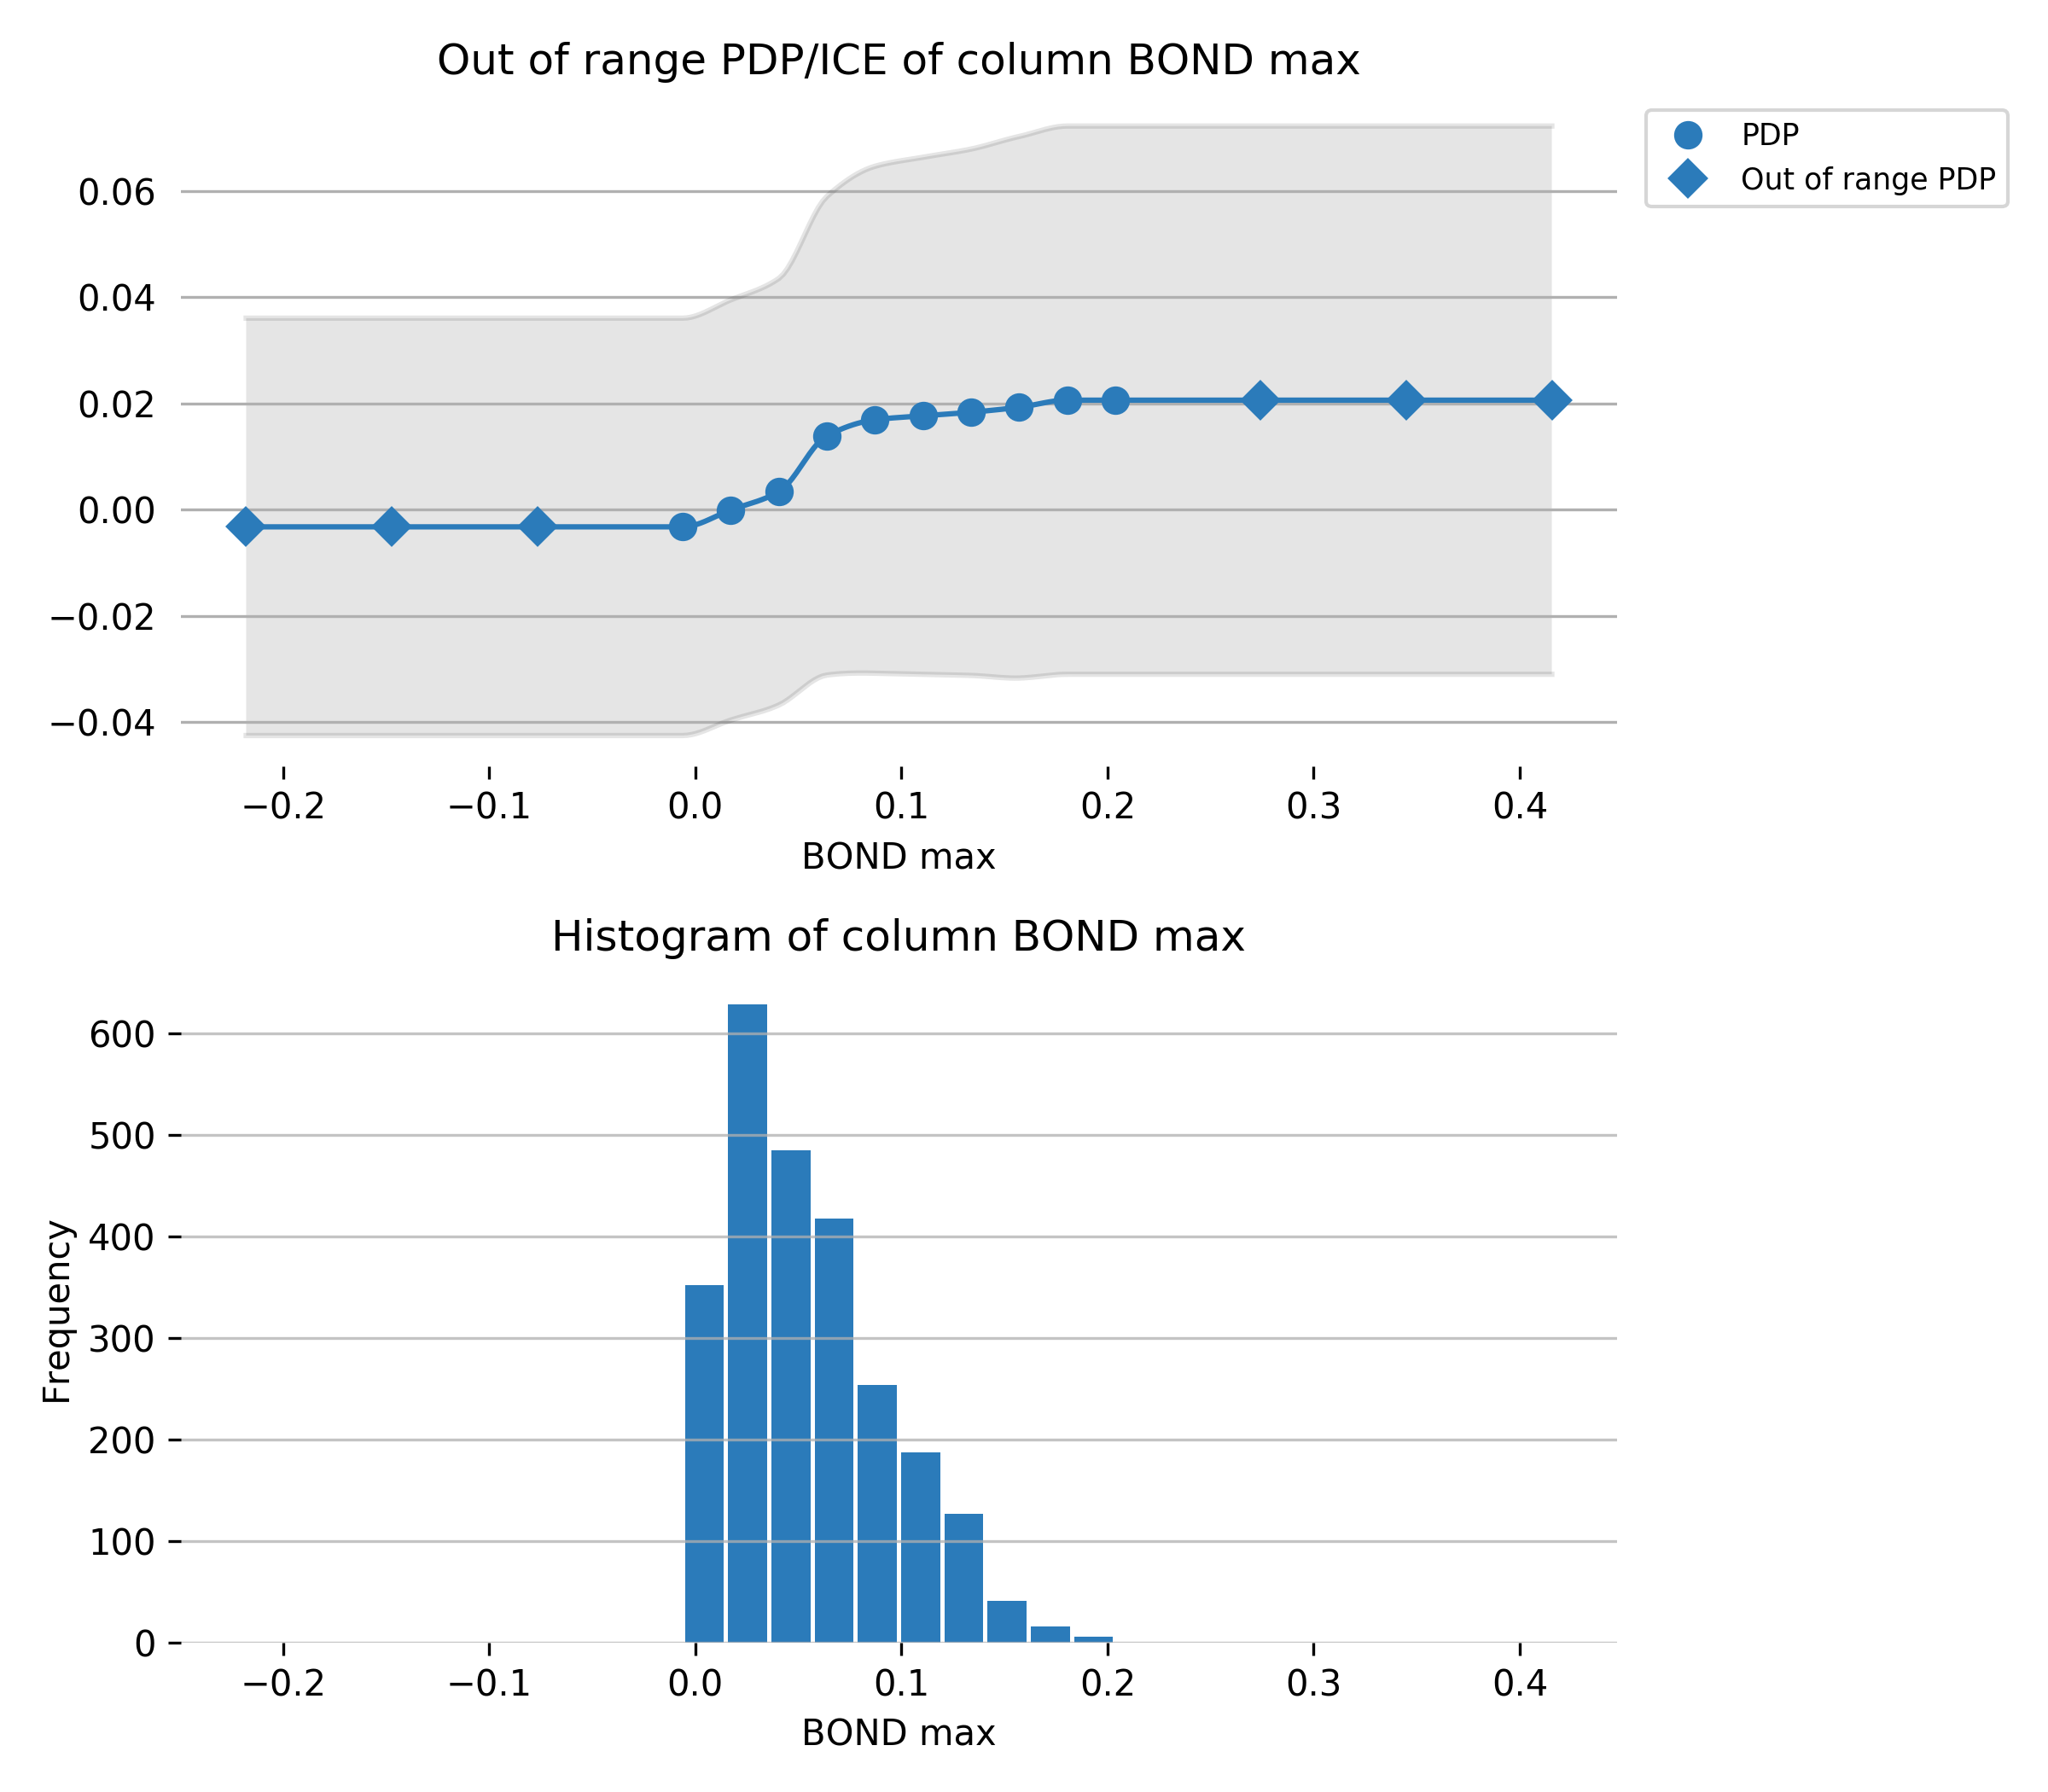 Out of range PDP/ICE of column BOND max
PDP
Out of range PDP
0.06
0.04
0.02
0.00
−0.02
−0.04
−0.2 −0.1 0.0 0.1 0.2 0.3 0.4
BOND max
Histogram of column BOND max
Frequency
600
500
400
300
200
100
0
−0.2 −0.1 0.0 0.1 0.2 0.3 0.4
BOND max